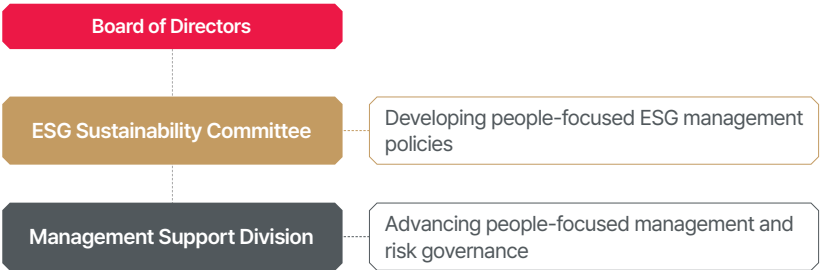 Board of Directors
ESG Sustainability Committee
Developing people-focused ESG management
policies
Management Support Division
Advancing people-focused management and
risk governance